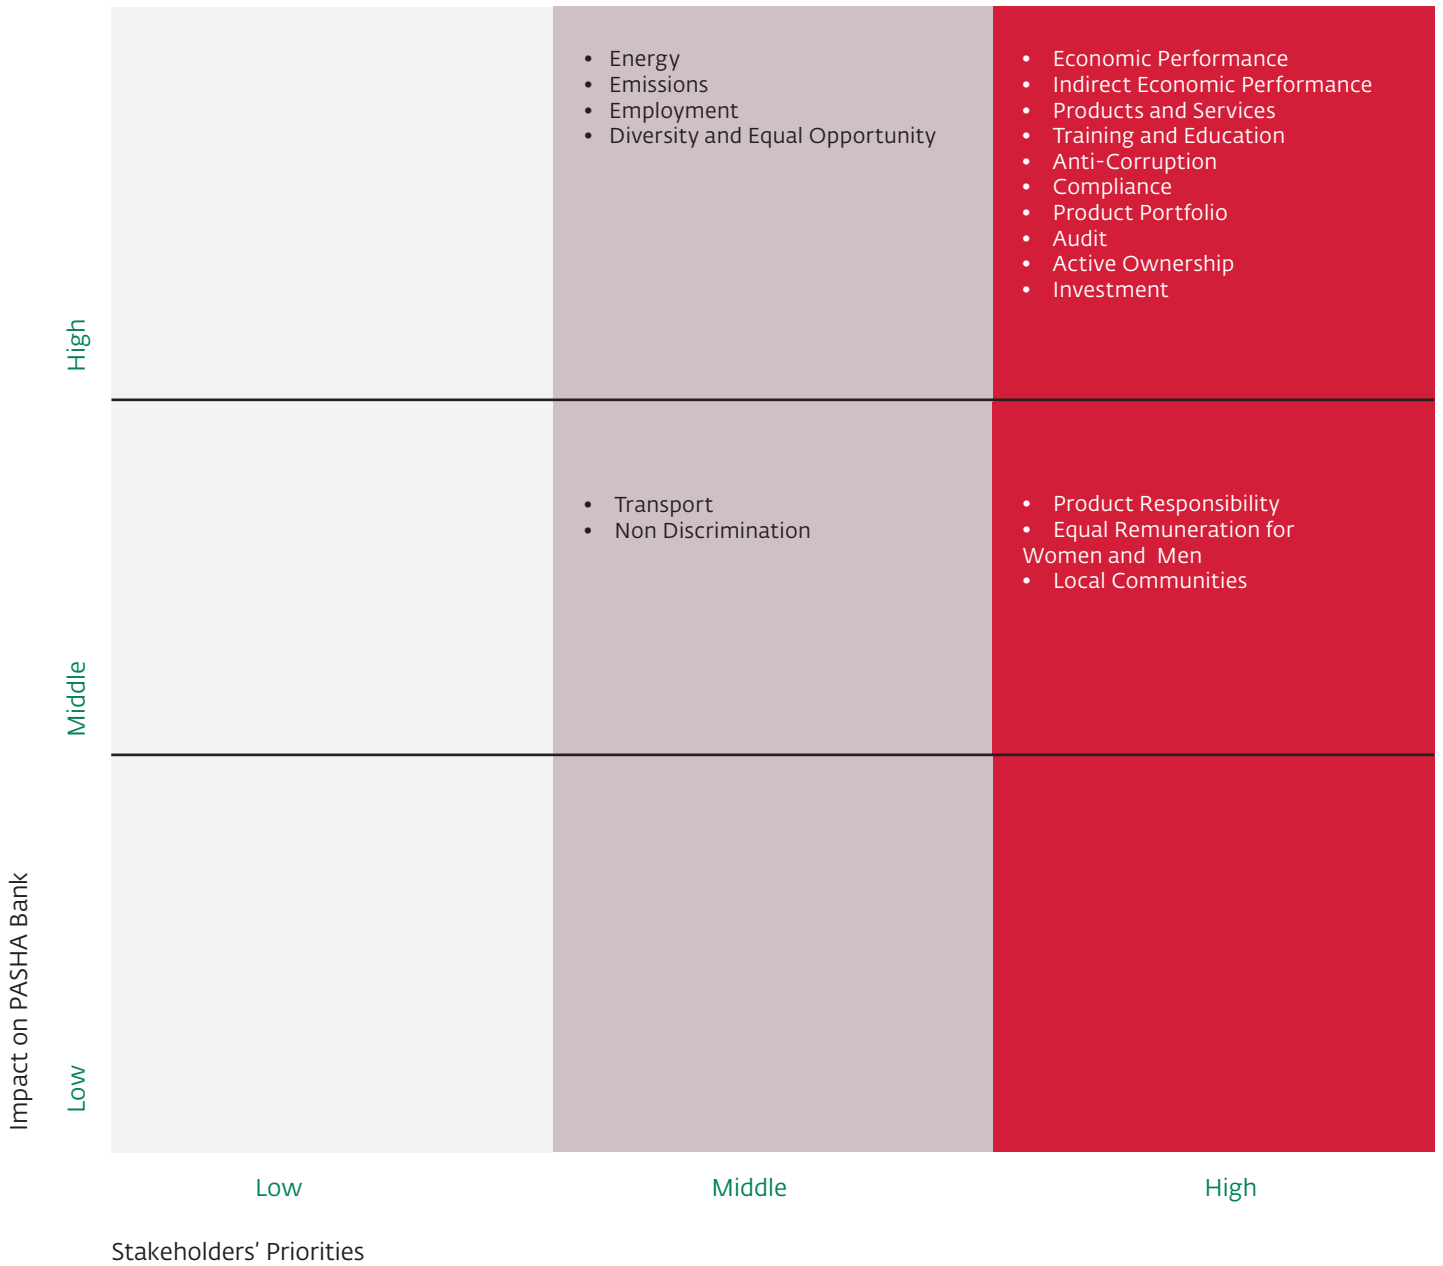 • Energy
• Emissions
• Employment
• Diversity and Equal Opportunity
• Economic Performance
• Indirect Economic Performance
• Products and Services
• Training and Education
• Anti-Corruption
• Compliance
• Product Portfolio
• Audit
• Active Ownership
• Investment
High
• Transport
• Non Discrimination
• Product Responsibility
• Equal Remuneration for
Women and Men
• Local Communities
Middle
Impact on PASHA Bank
Low
Low
Middle
High
Stakeholders’ Priorities